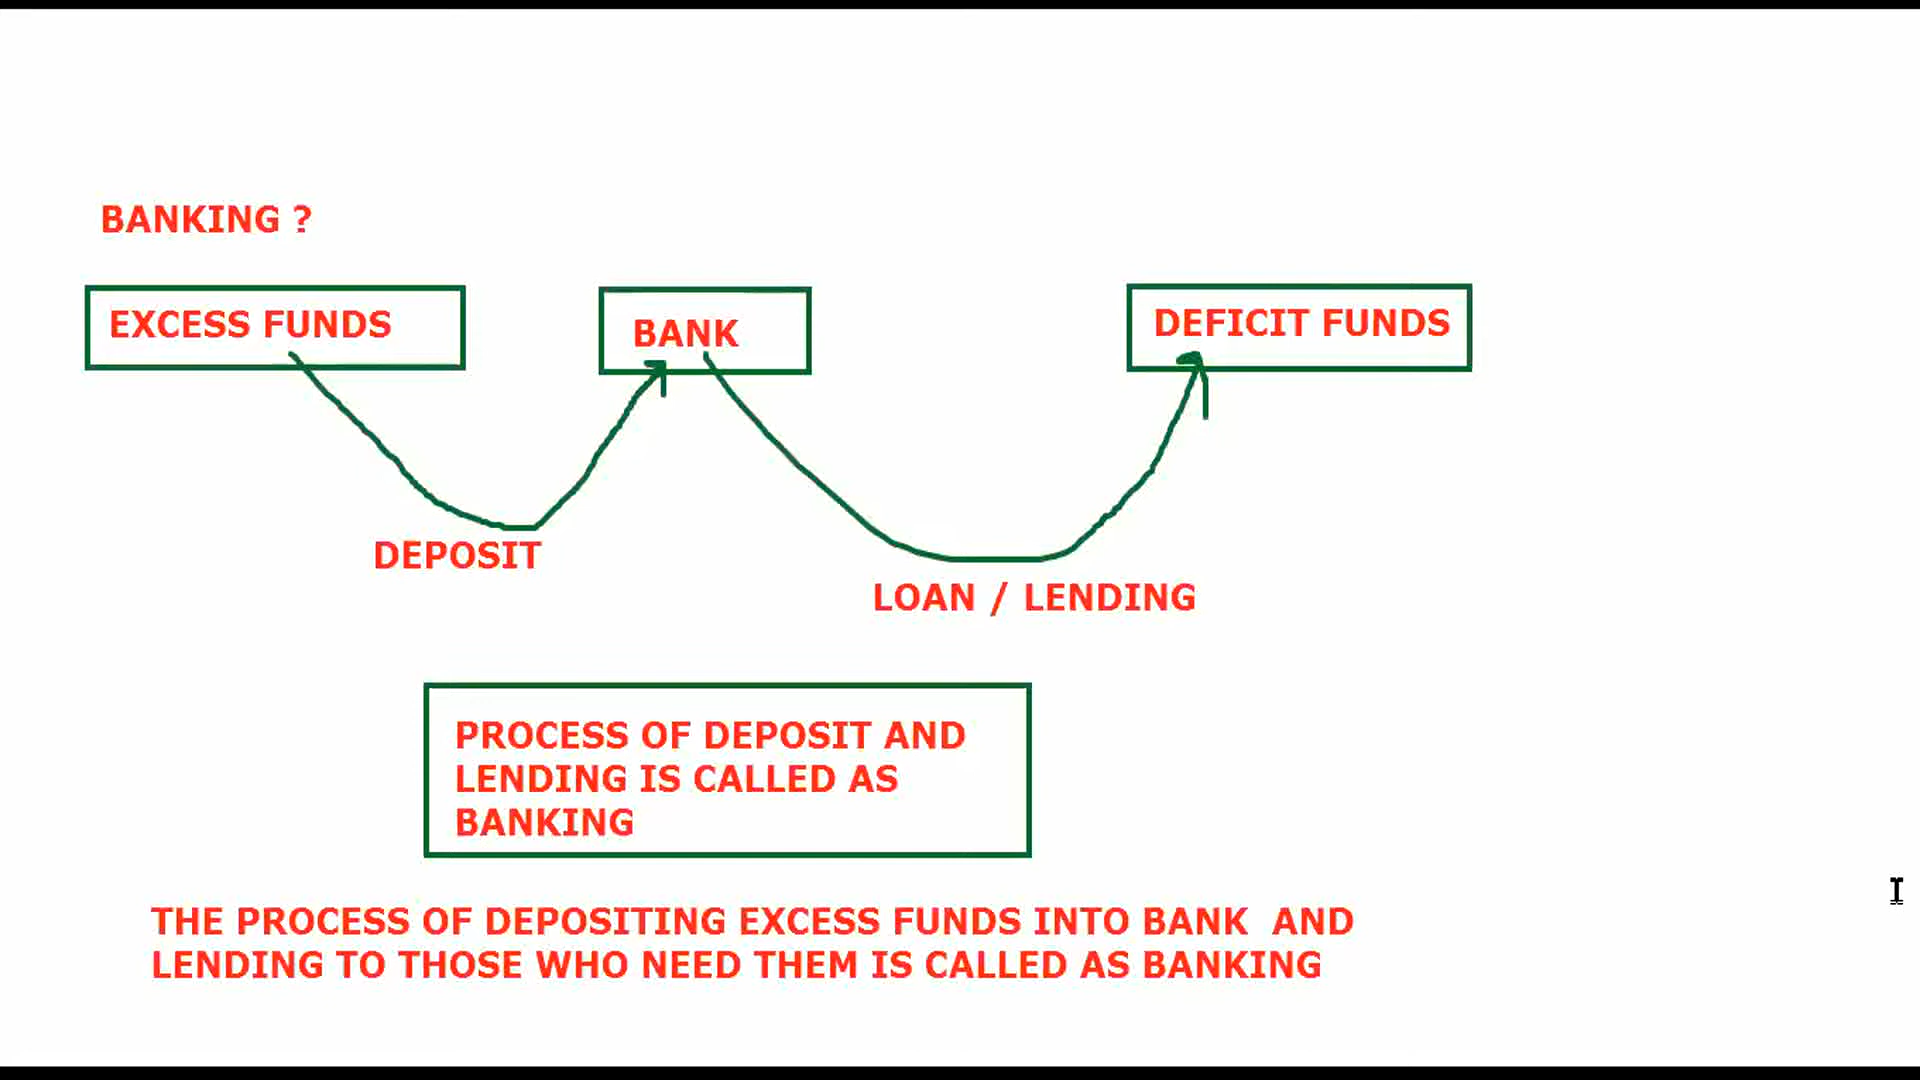 BANKING ?
EXCESS FUNDS
BANK
DEFICIT FUNDS
DEPOSIT
LOAN / LENDING
PROCESS OF DEPOSIT AND
LENDING IS CALLED AS
BANKING
THE PROCESS OF DEPOSITING EXCESS FUNDS INTO BANK  AND
LENDING TO THOSE WHO NEED THEM IS CALLED AS BANKING